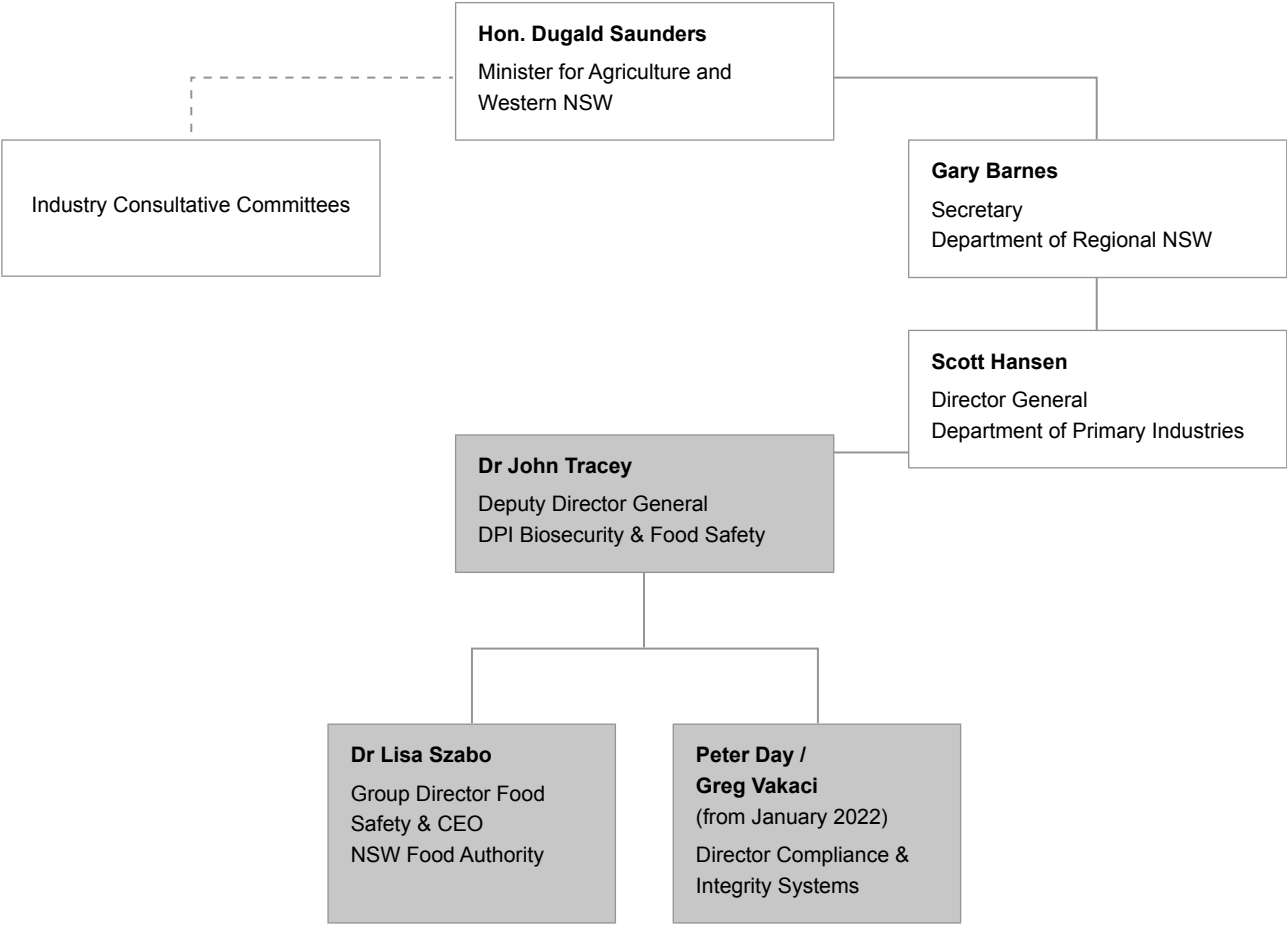 Hon. Dugald Saunders
Minister for Agriculture and
Western NSW
Industry Consultative Committees
Gary Barnes
Secretary
Department of Regional NSW
Scott Hansen
Director General
Department of Primary Industries
Dr John Tracey
Deputy Director General
DPI Biosecurity & Food Safety
Dr Lisa Szabo
Group Director Food
Safety & CEO
NSW Food Authority
Peter Day /
Greg Vakaci
(from January 2022)
Director Compliance &
Integrity Systems